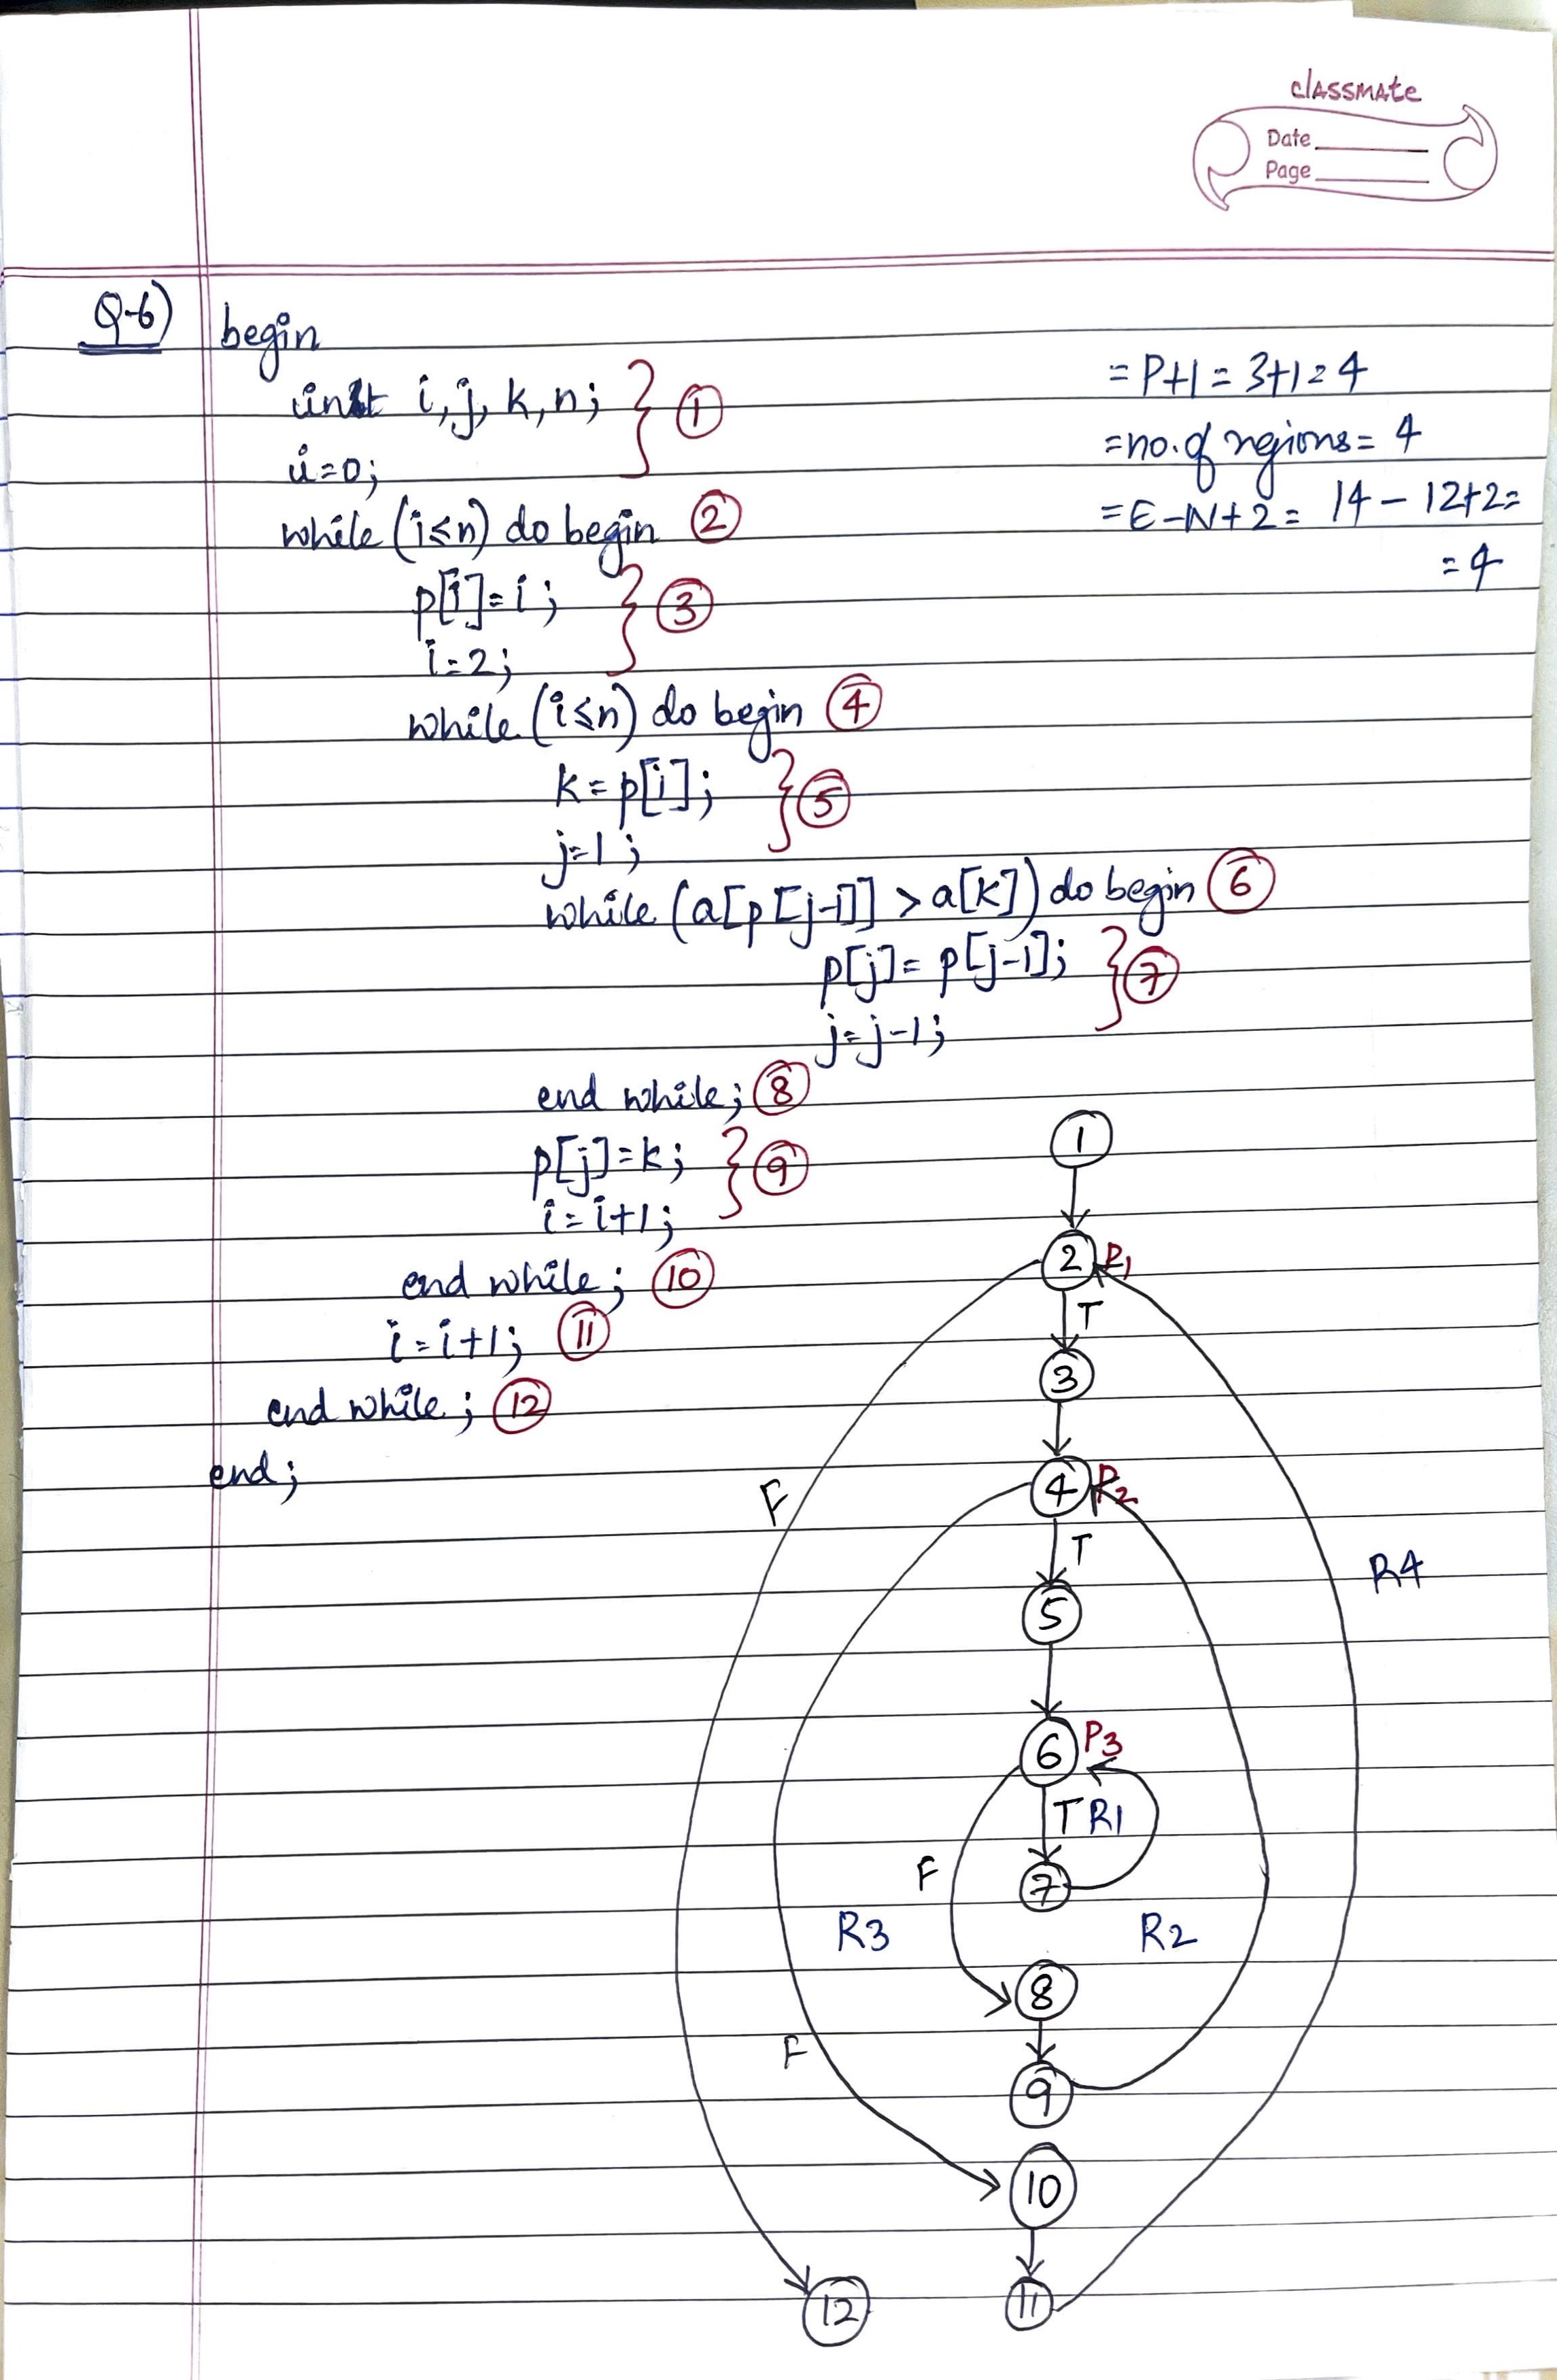 classmate
Date
Page
Q-6) begin
int i, j, k, n; } ①
i=0;
while (i≤n) do begin ②
p[i]=i; } ③
i=2;
while (i≤n) do begin ④
k=p[i]; } ⑤
j=1;
while (a[p[j-1]] > a[k]) do begin ⑥
p[j]= p[j-1]; } ⑦
j=j-1;
end while; ⑧
p[j]=k; } ⑨
i=i+1;
end while; ⑩
i=i+1; ⑪
end while; ⑫
end;
=P+1=3+1=4
=no.of regions=4
=E-N+2= 14-12+2=
=4
1
2 P1
T
3
4 P2
F
T
R4
5
6 P3
T R1
F
7
R3 R2
8
F
9
10
12 11